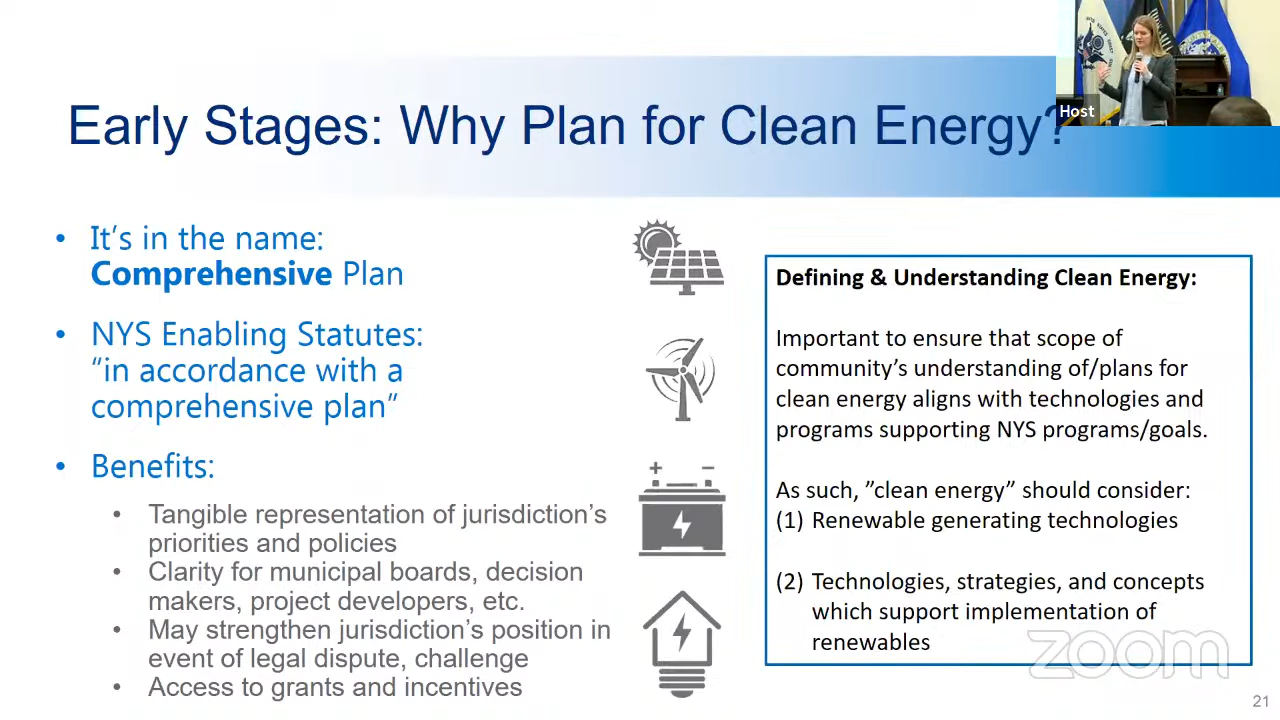 Early Stages: Why Plan for Clean Energy?
Host
• It's in the name:
Comprehensive Plan
• NYS Enabling Statutes:
“in accordance with a
comprehensive plan”
• Benefits:
• Tangible representation of jurisdiction's
priorities and policies
• Clarity for municipal boards, decision
makers, project developers, etc.
• May strengthen jurisdiction's position in
event of legal dispute, challenge
• Access to grants and incentives
Defining & Understanding Clean Energy:
Important to ensure that scope of
community's understanding of/plans for
clean energy aligns with technologies and
programs supporting NYS programs/goals.
As such, ”clean energy” should consider:
(1) Renewable generating technologies
(2) Technologies, strategies, and concepts
which support implementation of
renewables
zoom
21